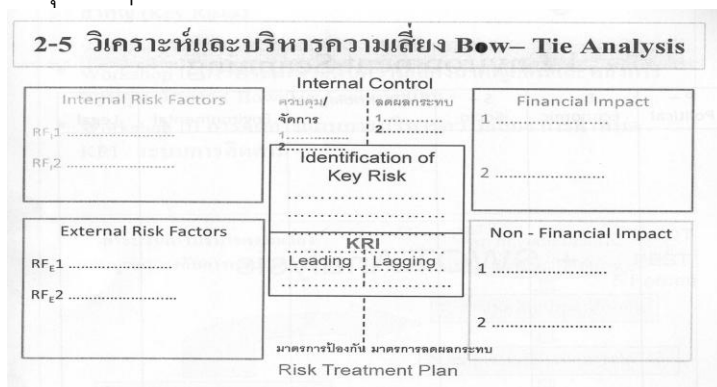 2-5 วิเคราะห์และบริหารความเสี่ยง Bow– Tie Analysis
Internal Control
Internal Risk Factors
RF,1 ........................
RF,2 ........................
ควบคุม/
จัดการ
2..................
ลดผลกระทบ
1..................
2..................
Financial Impact
1 ........................
2 ........................
Identification of
Key Risk
........................
........................
External Risk Factors
RFE1 ........................
RFE2 ........................
KRI
Leading Lagging
........................
Non - Financial Impact
1 ........................
2 ........................
มาตรการป้องกัน มาตรการลดผลกระทบ
Risk Treatment Plan